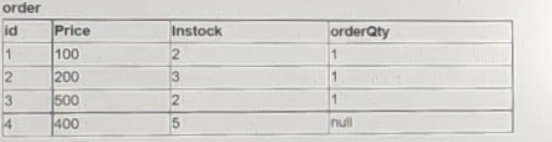 order
id Price Instock orderQty
1 100 2 1
2 200 3 1
3 500 2 1
4 400 5 null